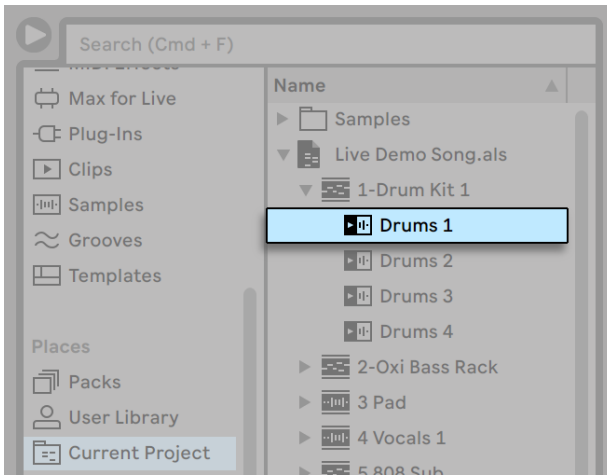 Search (Cmd + F)
Max for Live
Plug-Ins
Clips
Samples
Grooves
Templates
Places
Packs
User Library
Current Project
Name
Samples
Live Demo Song.als
1-Drum Kit 1
Drums 1
Drums 2
Drums 3
Drums 4
2-Oxi Bass Rack
3 Pad
4 Vocals 1
5 808 Sub